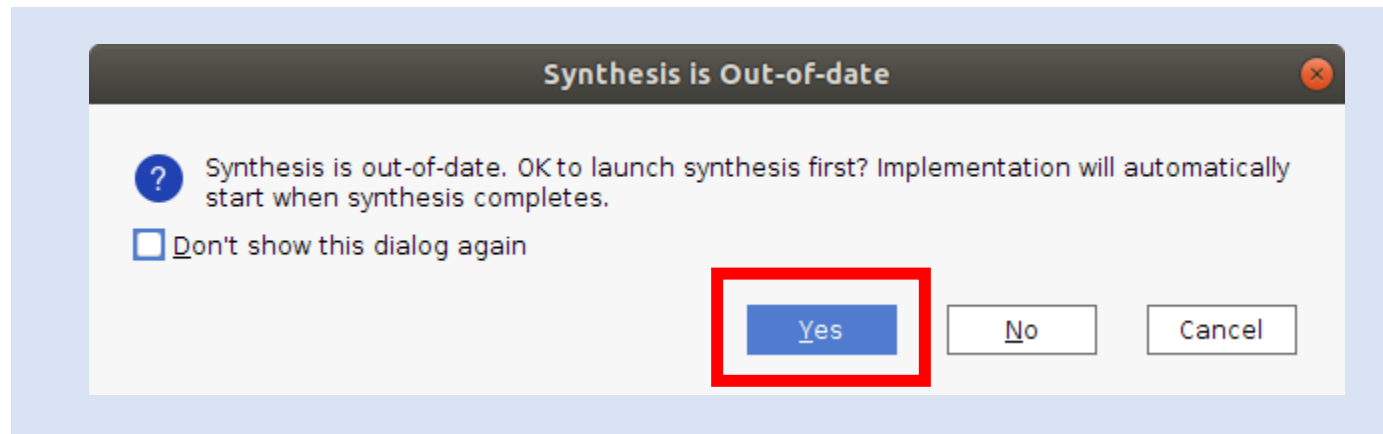 Synthesis is Out-of-date
?
Synthesis is out-of-date. OK to launch synthesis first? Implementation will automatically
start when synthesis completes.
Don't show this dialog again
Yes No Cancel